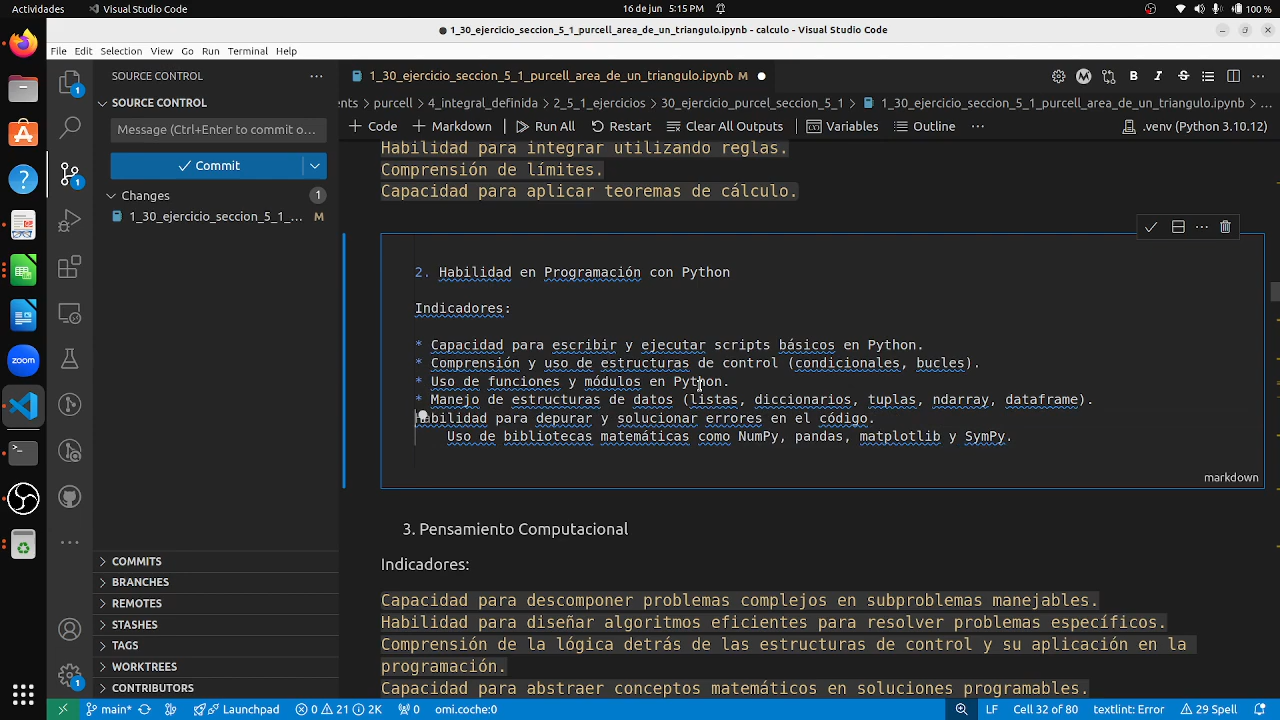 Actividades
Visual Studio Code
16 de jun 5:15 PM
100 %
1_30_ejercicio_seccion_5_1_purcell_area_de_un_triangulo.ipynb - calculo - Visual Studio Code
File Edit Selection View Go Run Terminal Help
SOURCE CONTROL
1_30_ejercicio_seccion_5_1_purcell_area_de_un_triangulo.ipynb M
SOURCE CONTROL
ents > purcell > 4_integral_definida > 2_5_1_ejercicios > 30_ejercicio_purcel_seccion_5_1 > 1_30_ejercicio_seccion_5_1_purcell_area_de_un_triangulo.ipynb > ...
Message (Ctrl+Enter to commit o...
+ Code + Markdown Run All Restart Clear All Outputs Variables Outline ... .venv (Python 3.10.12)
Commit
Changes 1
1_30_ejercicio_seccion_5_1_... M
Habilidad para integrar utilizando reglas.
Comprensión de límites.
Capacidad para aplicar teoremas de cálculo.
2. Habilidad en Programación con Python
Indicadores:
* Capacidad para escribir y ejecutar scripts básicos en Python.
* Comprensión y uso de estructuras de control (condicionales, bucles).
* Uso de funciones y módulos en Python.
* Manejo de estructuras de datos (listas, diccionarios, tuplas, ndarray, dataframe).
Habilidad para depurar y solucionar errores en el código.
Uso de bibliotecas matemáticas como NumPy, pandas, matplotlib y SymPy.
markdown
3. Pensamiento Computacional
Indicadores:
Capacidad para descomponer problemas complejos en subproblemas manejables.
Habilidad para diseñar algoritmos eficientes para resolver problemas específicos.
Comprensión de la lógica detrás de las estructuras de control y su aplicación en la
programación.
Capacidad para abstraer conceptos matemáticos en soluciones programables.
COMMITS
BRANCHES
REMOTES
STASHES
TAGS
WORKTREES
CONTRIBUTORS
1
1
1
zoom
main* Launchpad 0 21 2K 0 omi.coche:0 LF Cell 32 of 80 textlint: Error 29 Spell